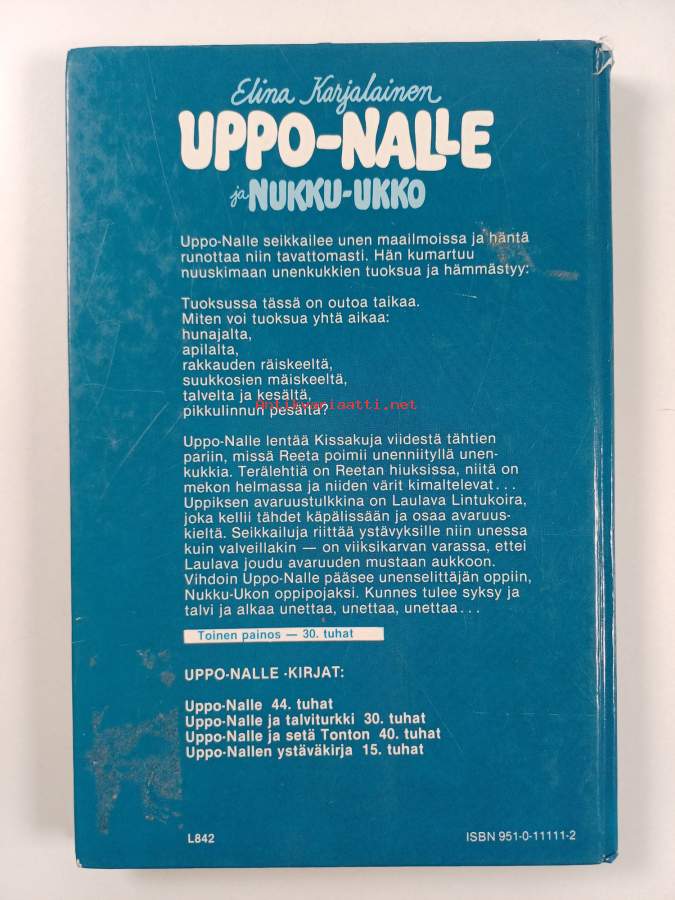 Elina Karjalainen
UPPO-NALLE
ja NUKKU-UKKO
Uppo-Nalle seikkailee unen maailmoissa ja häntä
runottaa niin tavattomasti. Hän kumartuu
nuuskimaan unenkukkien tuoksua ja hämmästyy:
Tuoksussa tässä on outoa taikaa.
Miten voi tuoksua yhtä aikaa:
hunajalta,
apilalta,
rakkauden räiskeeltä,
suukkosien mäiskeeltä,
talvelta ja kesältä,
Antikvariaatti.net
pikkulinnun pesältä?
Uppo-Nalle lentää Kissakuja viidestä tähtien
pariin, missä Reeta poimii unenniityllä unen-
kukkia. Terälehtiä on Reetan hiuksissa, niitä on
mekon helmassa ja niiden värit kimaltelevat...
Uppiksen avaruustulkkina on Laulava Lintukoira,
joka kellii tähdet käpälissään ja osaa avaruus-
kieltä. Seikkailuja riittää ystävyksille niin unessa
kuin valveillakin — on viiksikarvan varassa, ettei
Laulava joudu avaruuden mustaan aukkoon.
Vihdoin Uppo-Nalle pääsee unenselittäjän oppiin,
Nukku-Ukon oppipojaksi. Kunnes tulee syksy ja
talvi ja alkaa unettaa, unettaa, unettaa...
Toinen painos — 30. tuhat
UPPO-NALLE -KIRJAT:
Uppo-Nalle 44. tuhat
Uppo-Nalle ja talviturkki 30. tuhat
Uppo-Nalle ja setä Tonton 40. tuhat
Uppo-Nallen ystäväkirja 15. tuhat
L842
ISBN 951-0-11111-2